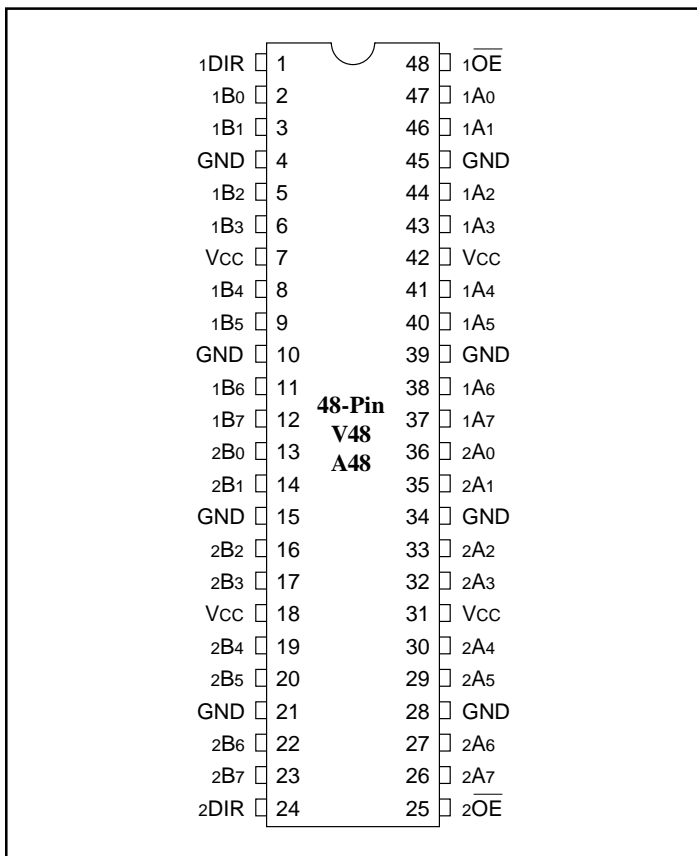 1DIR 1 48 1O̅E̅
1B0 2 47 1A0
1B1 3 46 1A1
GND 4 45 GND
1B2 5 44 1A2
1B3 6 43 1A3
VCC 7 42 VCC
1B4 8 41 1A4
1B5 9 40 1A5
GND 10 39 GND
1B6 11 38 1A6
1B7 12 37 1A7
48-Pin
V48
A48
2B0 13 36 2A0
2B1 14 35 2A1
GND 15 34 GND
2B2 16 33 2A2
2B3 17 32 2A3
VCC 18 31 VCC
2B4 19 30 2A4
2B5 20 29 2A5
GND 21 28 GND
2B6 22 27 2A6
2B7 23 26 2A7
2DIR 24 25 2O̅E̅